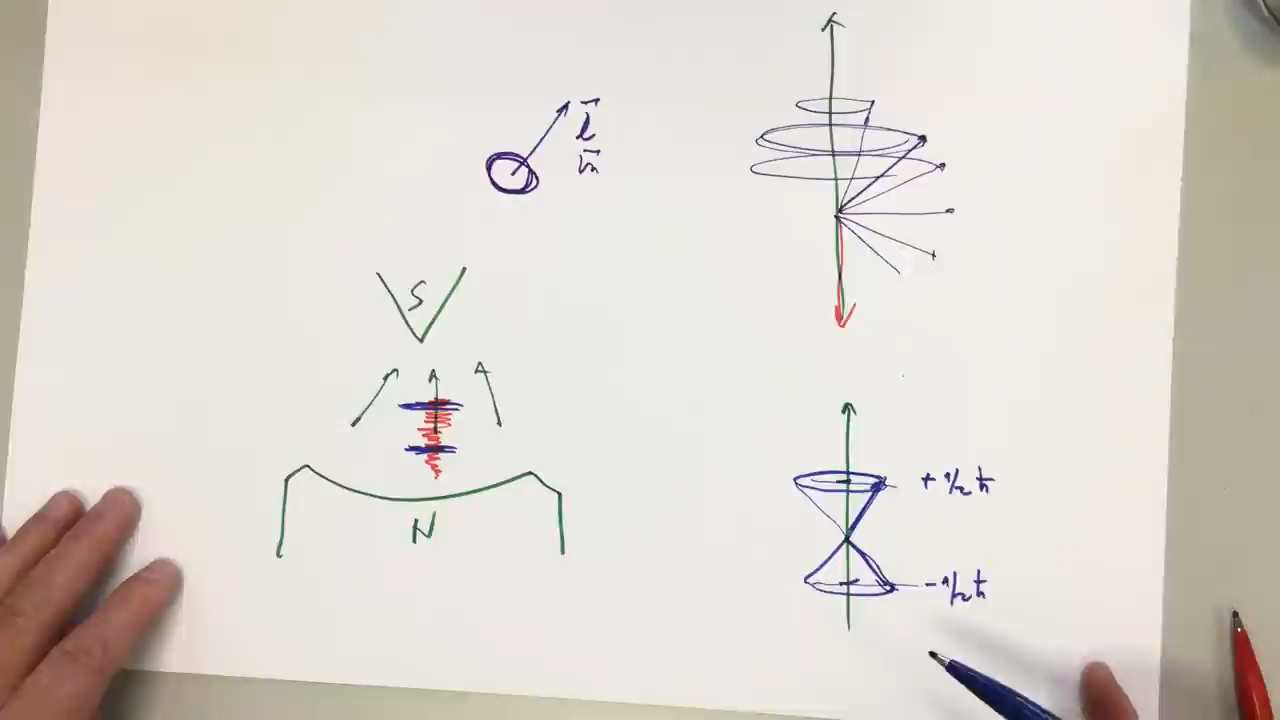 l⃗
m⃗
S
N
+ 1/2 ħ
- 1/2 ħ